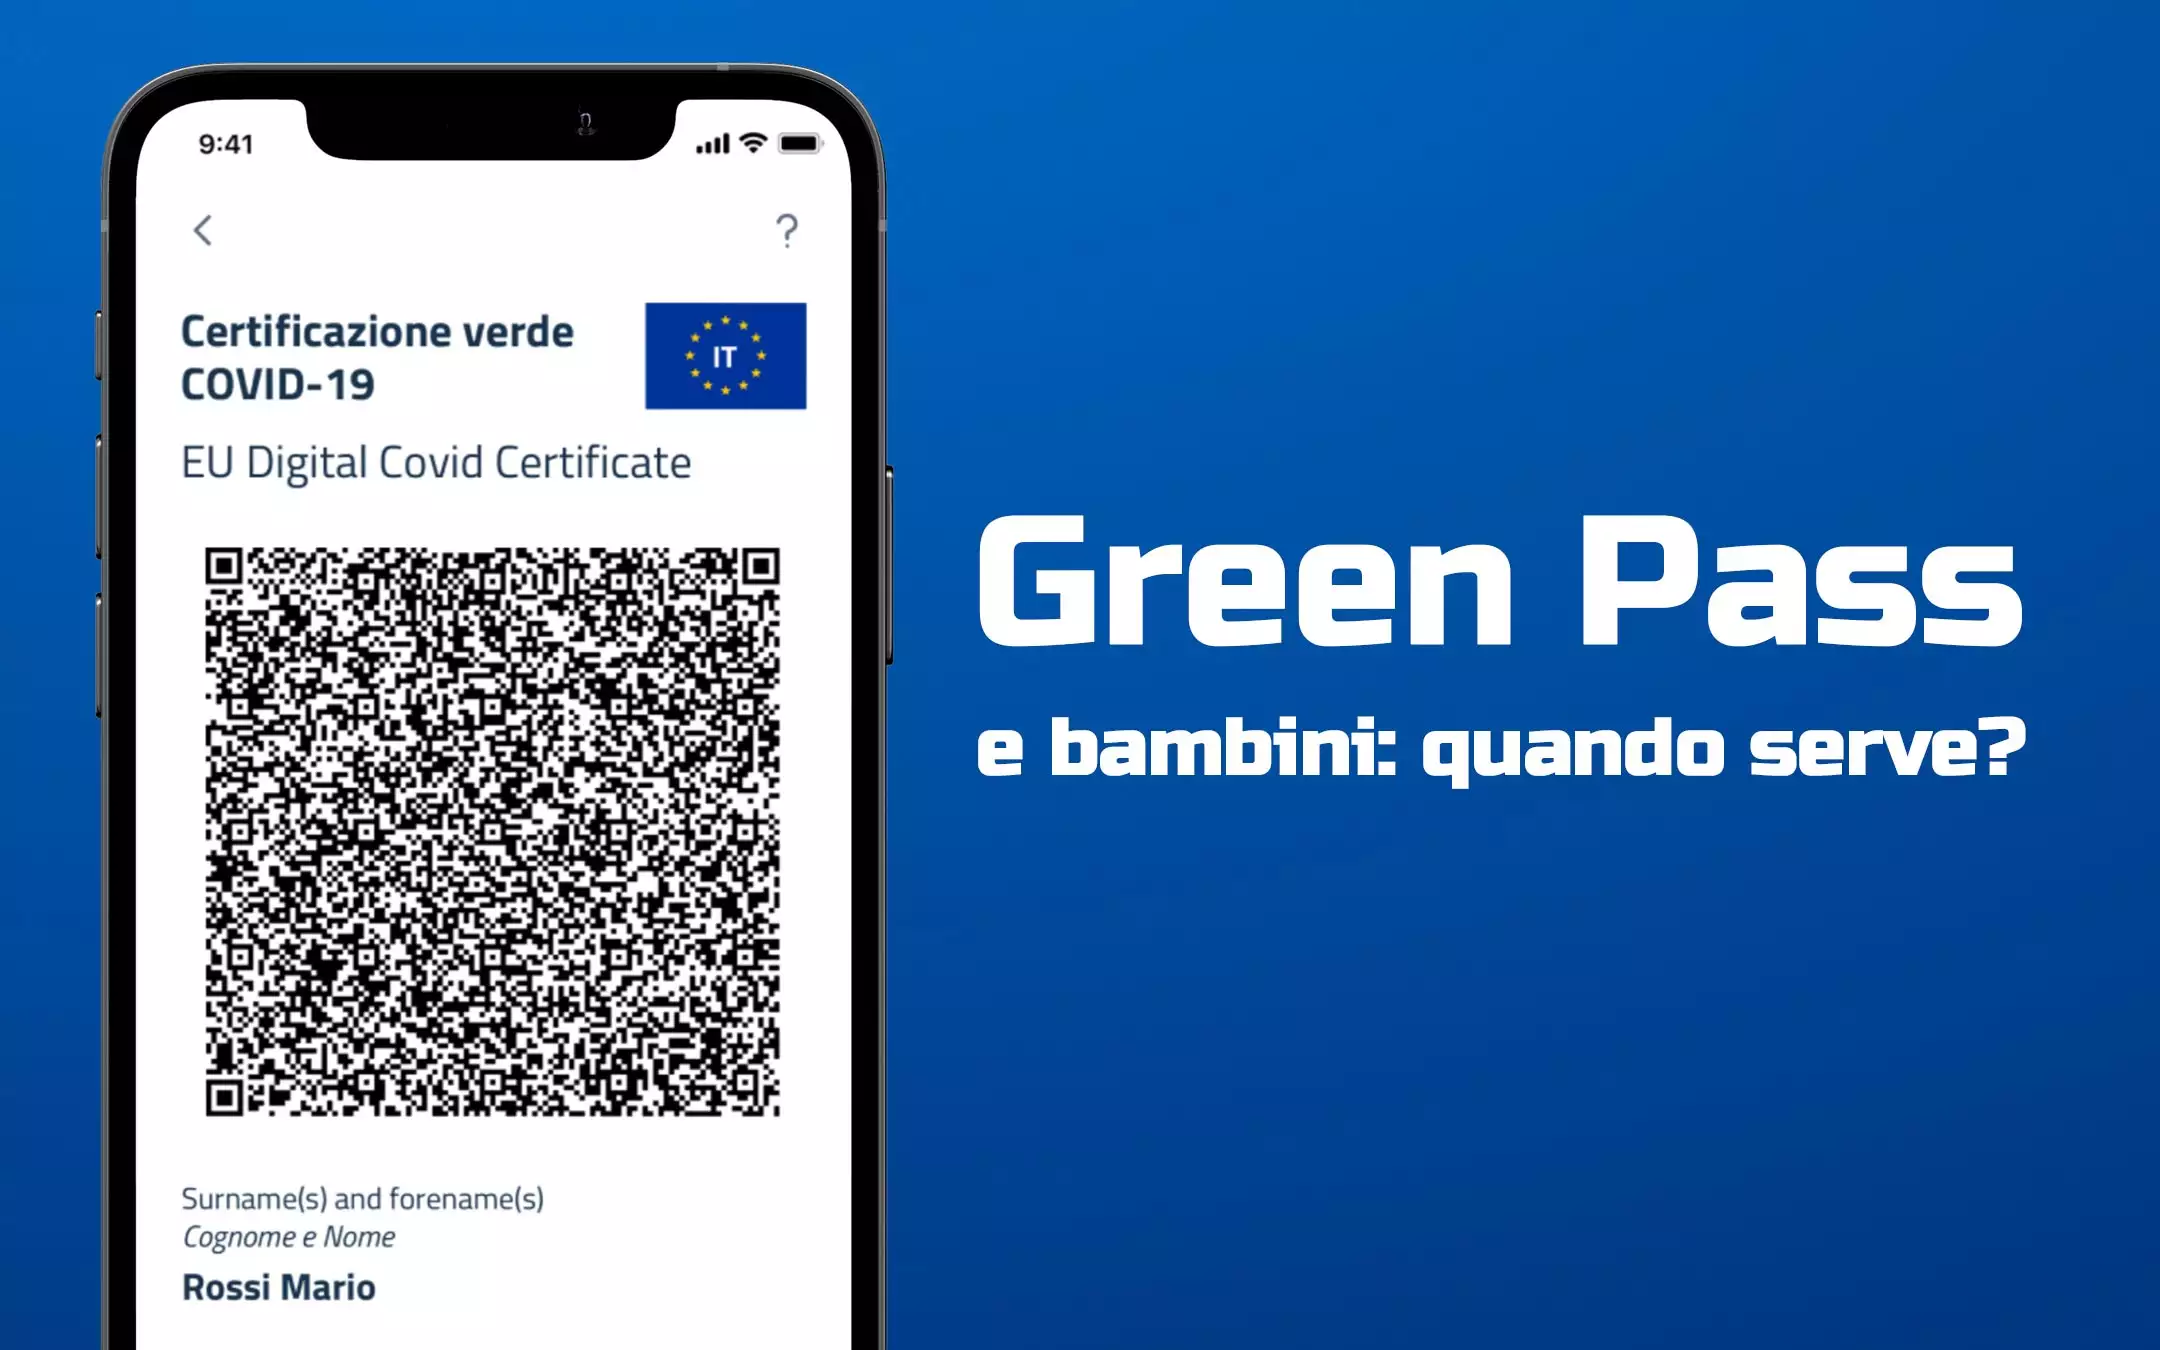 9:41
Certificazione verde
COVID-19
IT
EU Digital Covid Certificate
Surname(s) and forename(s)
Cognome e Nome
Rossi Mario
Green Pass
e bambini: quando serve?